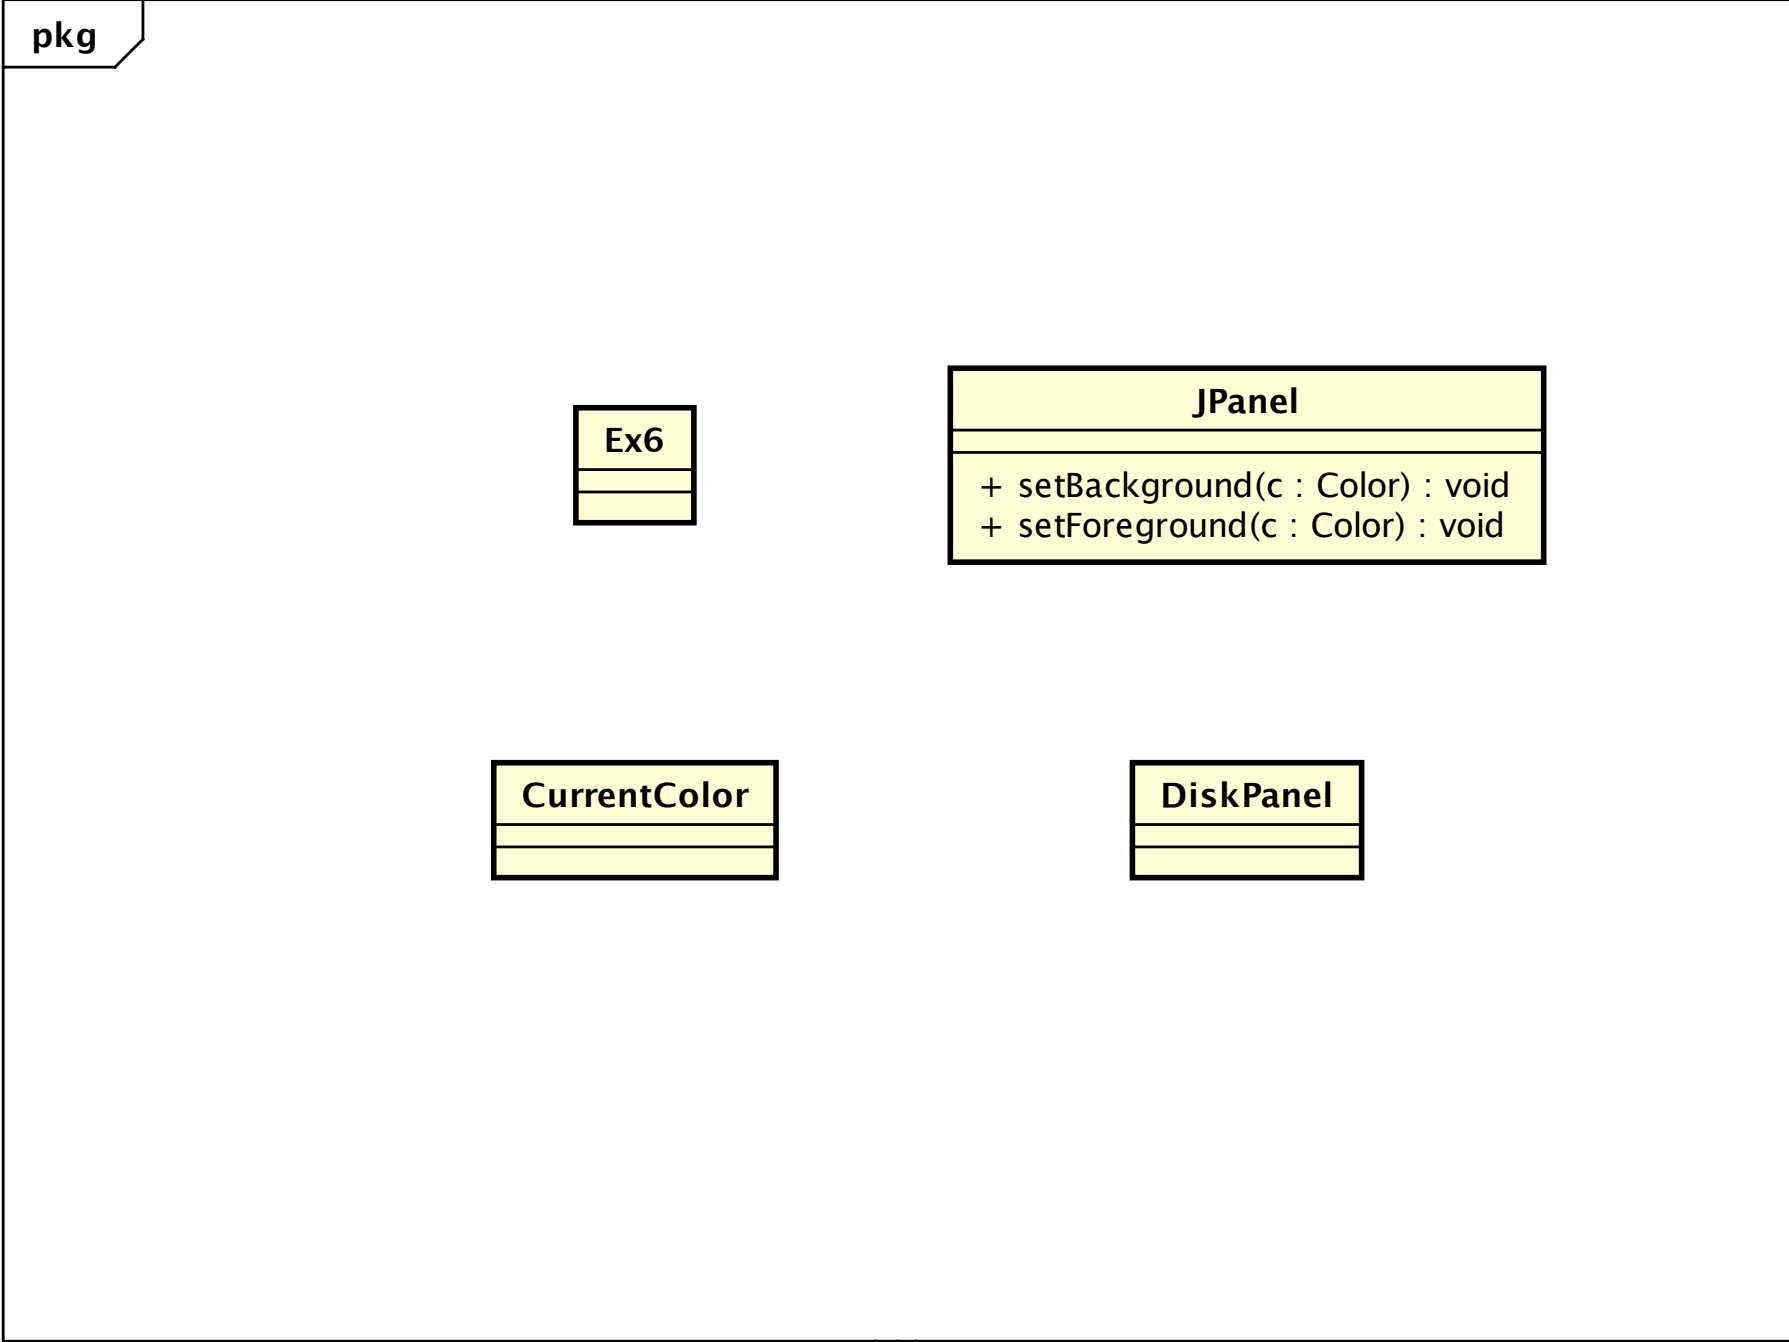 pkg
Ex6
JPanel
+ setBackground(c : Color) : void
+ setForeground(c : Color) : void
CurrentColor
DiskPanel